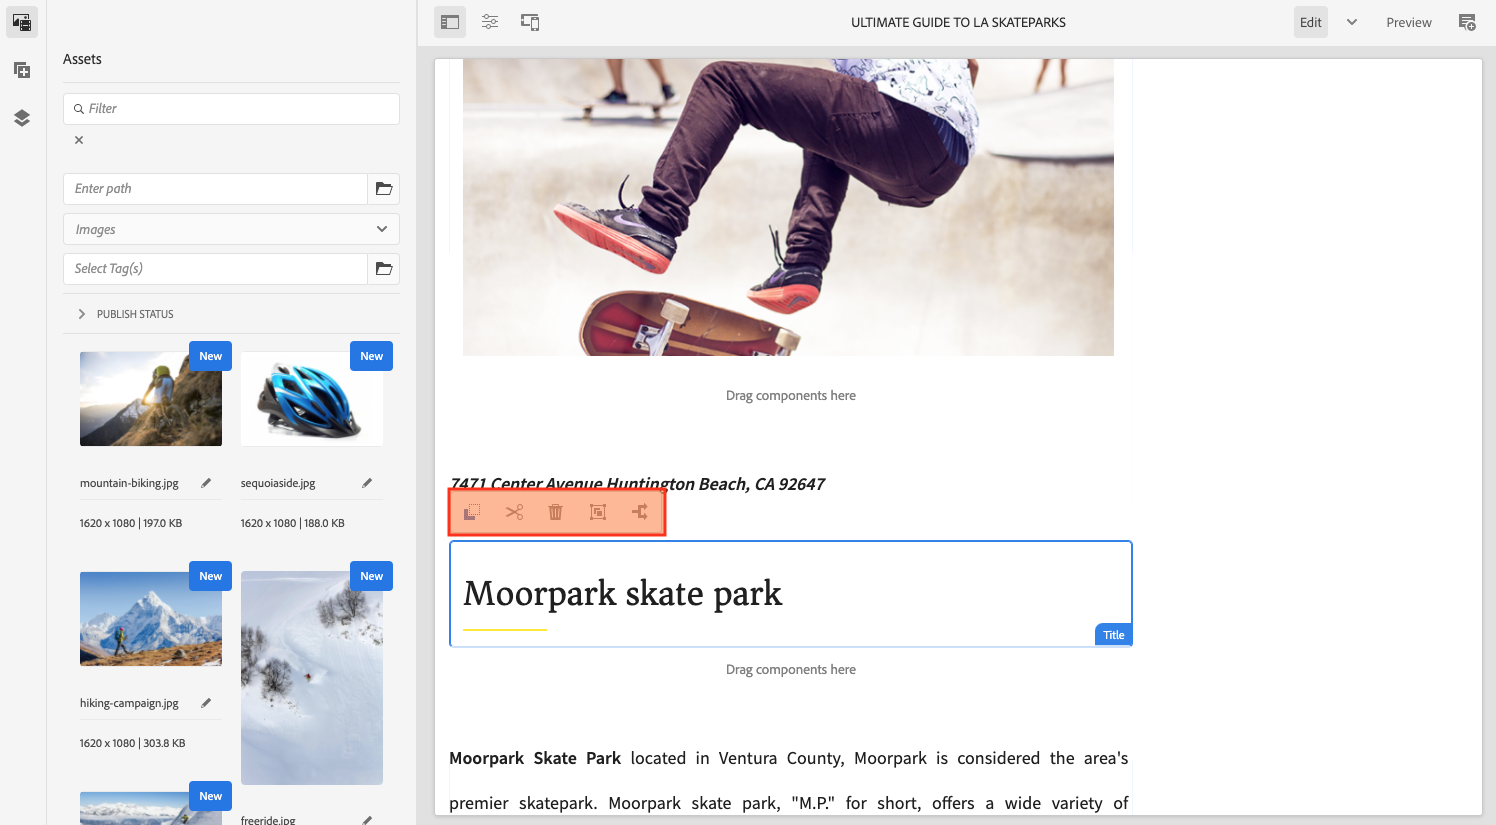 ULTIMATE GUIDE TO LA SKATEPARKS
Edit
Preview
Assets
Filter
Enter path
Images
Select Tag(s)
PUBLISH STATUS
New
New
mountain-biking.jpg
sequoiaside.jpg
1620 x 1080 | 197.0 KB
1620 x 1080 | 188.0 KB
New
New
hiking-campaign.jpg
1620 x 1080 | 303.8 KB
New
freeride.jpg
Drag components here
7471 Center Avenue Huntington Beach, CA 92647
Moorpark skate park
Title
Drag components here
Moorpark Skate Park located in Ventura County, Moorpark is considered the area's
premier skatepark. Moorpark skate park, "M.P." for short, offers a wide variety of